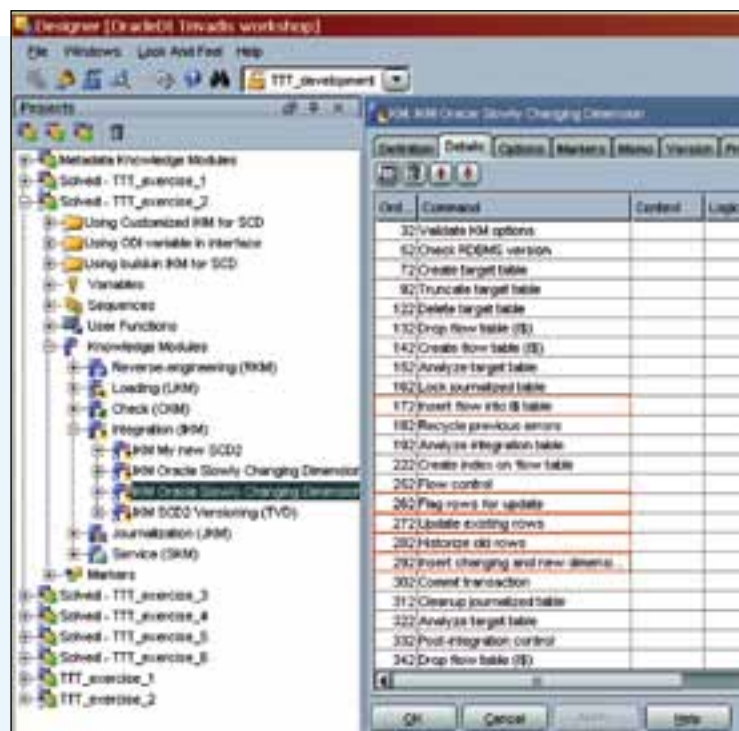 Designer [OracleDI Trivadis workshop]
File Windows Look And Feel Help
TTT_development
Projects
Metadata Knowledge Modules
Solved - TTT_exercise_1
Solved - TTT_exercise_2
Using Customized IKM for SCD
Using ODI variable in interface
Using buildin IKM for SCD
Variables
Sequences
User Functions
Knowledge Modules
Reverse-engineering (RKM)
Loading (LKM)
Check (CKM)
Integration (IKM)
IKM My new SCD2
IKM Oracle Slowly Changing Dimension
IKM Oracle Slowly Changing Dimension
IKM SCD2 Versioning (TVD)
Journalization (JKM)
Service (SKM)
Markers
Solved - TTT_exercise_3
Solved - TTT_exercise_4
Solved - TTT_exercise_5
Solved - TTT_exercise_6
TTT_exercise_1
TTT_exercise_2
IKM Oracle Slowly Changing Dimension
Definition Details Options Markers Memo Version
Ord... Command Context Logic
32 Validate KM options
52 Check RDBMS version
72 Create target table
92 Truncate target table
122 Delete target table
132 Drop flow table (I$)
142 Create flow table (I$)
152 Analyze target table
162 Lock journalized table
172 Insert flow into I$ table
182 Recycle previous errors
192 Analyze integration table
222 Create index on flow table
252 Flow control
262 Flag rows for update
272 Update existing rows
282 Historize old rows
292 Insert changing and new dimensi...
302 Commit transaction
312 Cleanup journalized table
322 Analyze target table
332 Post-integration control
342 Drop flow table (I$)
OK Cancel Apply Help